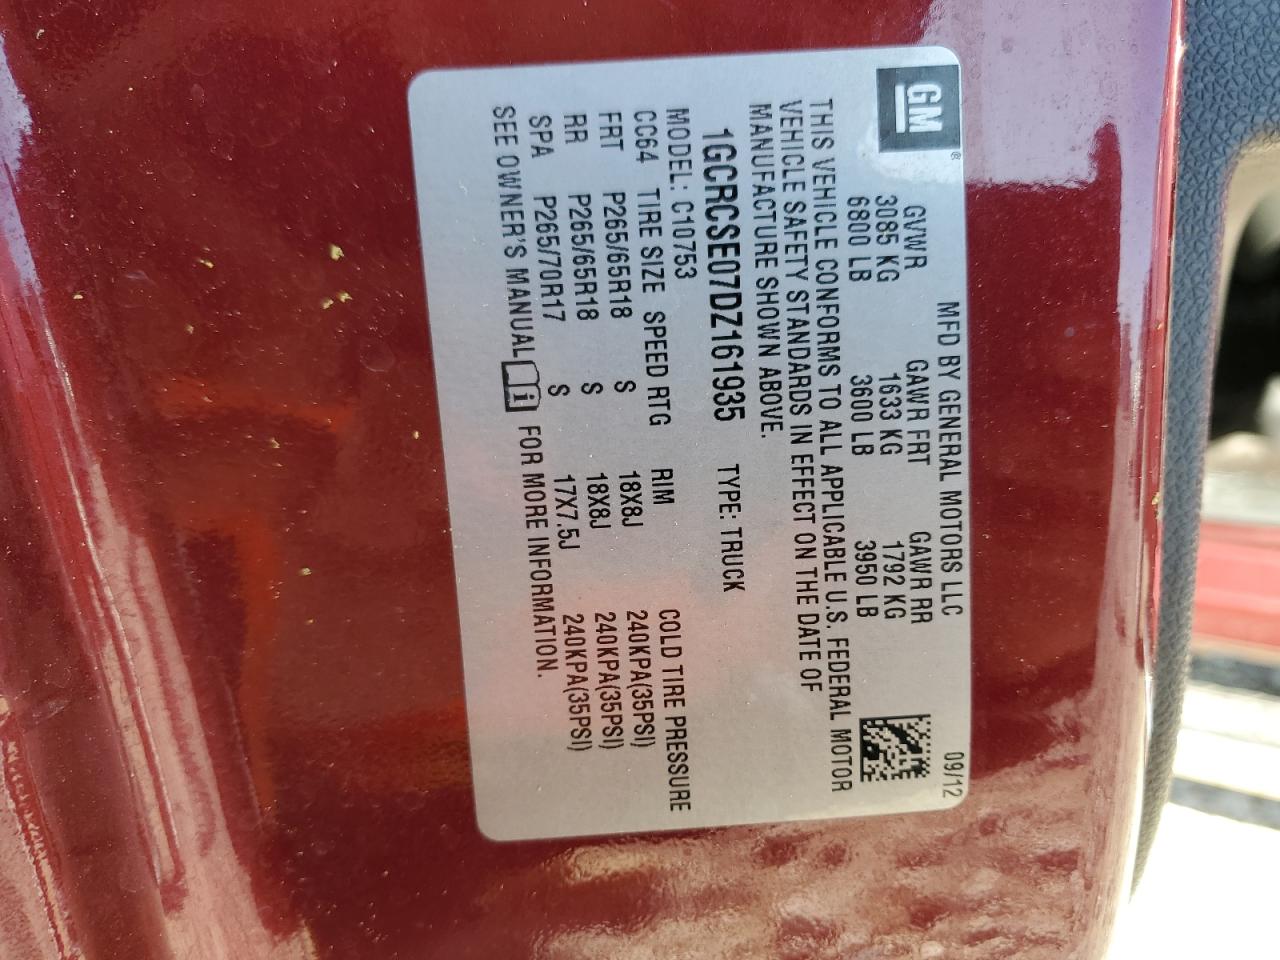 GM®
MFD BY GENERAL MOTORS LLC 09/12
GVWR GAWR FRT GAWR RR
3085 KG 1633 KG 1792 KG
6800 LB 3600 LB 3950 LB
THIS VEHICLE CONFORMS TO ALL APPLICABLE U.S. FEDERAL MOTOR
VEHICLE SAFETY STANDARDS IN EFFECT ON THE DATE OF
MANUFACTURE SHOWN ABOVE.
1GCRCSE07DZ161935 TYPE: TRUCK
MODEL: C10753
CC64 TIRE SIZE SPEED RTG RIM COLD TIRE PRESSURE
FRT P265/65R18 S 18X8J 240KPA(35PSI)
RR P265/65R18 S 18X8J 240KPA(35PSI)
SPA P265/70R17 S 17X7.5J 240KPA(35PSI)
SEE OWNER'S MANUAL i FOR MORE INFORMATION.